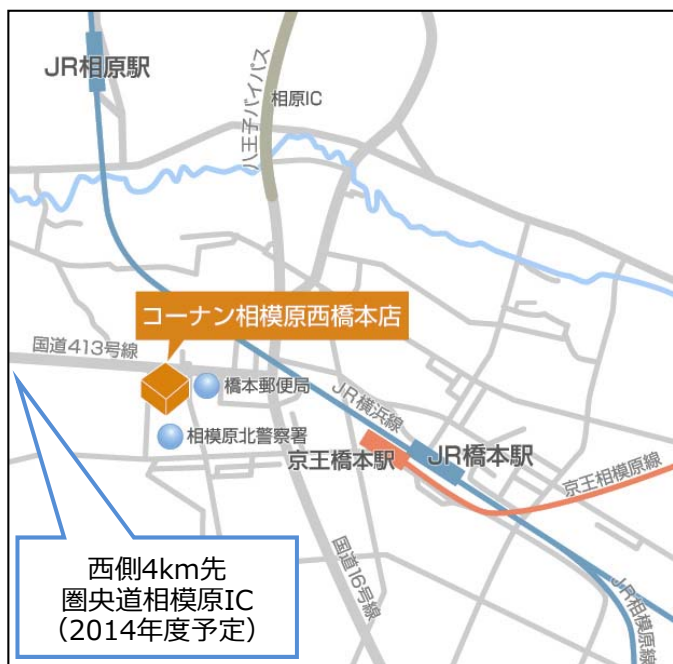 JR相原駅
八王子バイパス
相原IC
コーナン相模原西橋本店
国道413号線
橋本郵便局
相模原北警察署
JR横浜線
京王橋本駅
JR橋本駅
京王相模原線
国道16号線
JR相模原線
西側4km先
圏央道相模原IC
（2014年度予定）